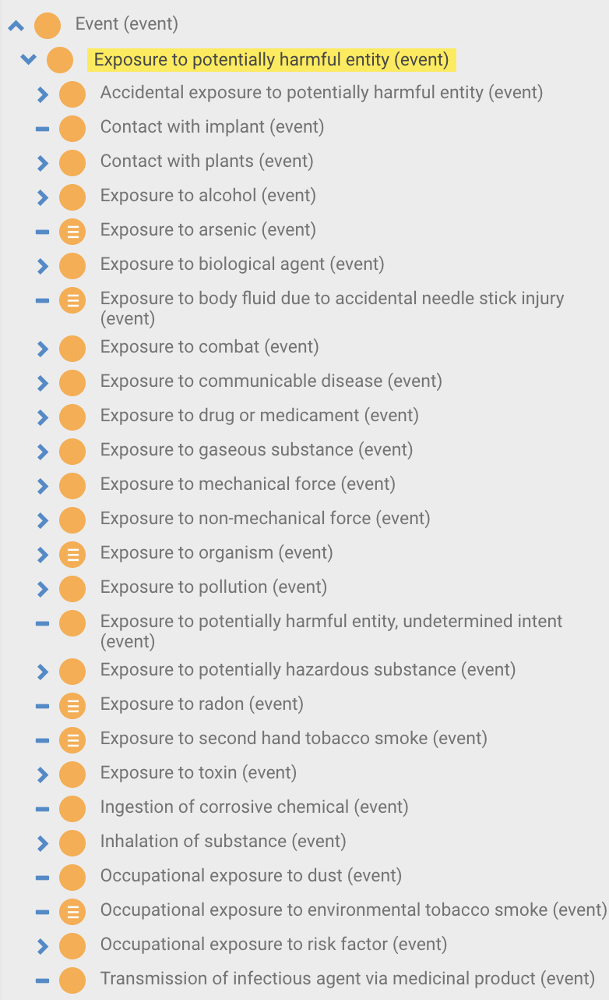 Event (event)
Exposure to potentially harmful entity (event)
Accidental exposure to potentially harmful entity (event)
Contact with implant (event)
Contact with plants (event)
Exposure to alcohol (event)
Exposure to arsenic (event)
Exposure to biological agent (event)
Exposure to body fluid due to accidental needle stick injury
(event)
Exposure to combat (event)
Exposure to communicable disease (event)
Exposure to drug or medicament (event)
Exposure to gaseous substance (event)
Exposure to mechanical force (event)
Exposure to non-mechanical force (event)
Exposure to organism (event)
Exposure to pollution (event)
Exposure to potentially harmful entity, undetermined intent
(event)
Exposure to potentially hazardous substance (event)
Exposure to radon (event)
Exposure to second hand tobacco smoke (event)
Exposure to toxin (event)
Ingestion of corrosive chemical (event)
Inhalation of substance (event)
Occupational exposure to dust (event)
Occupational exposure to environmental tobacco smoke (event)
Occupational exposure to risk factor (event)
Transmission of infectious agent via medicinal product (event)